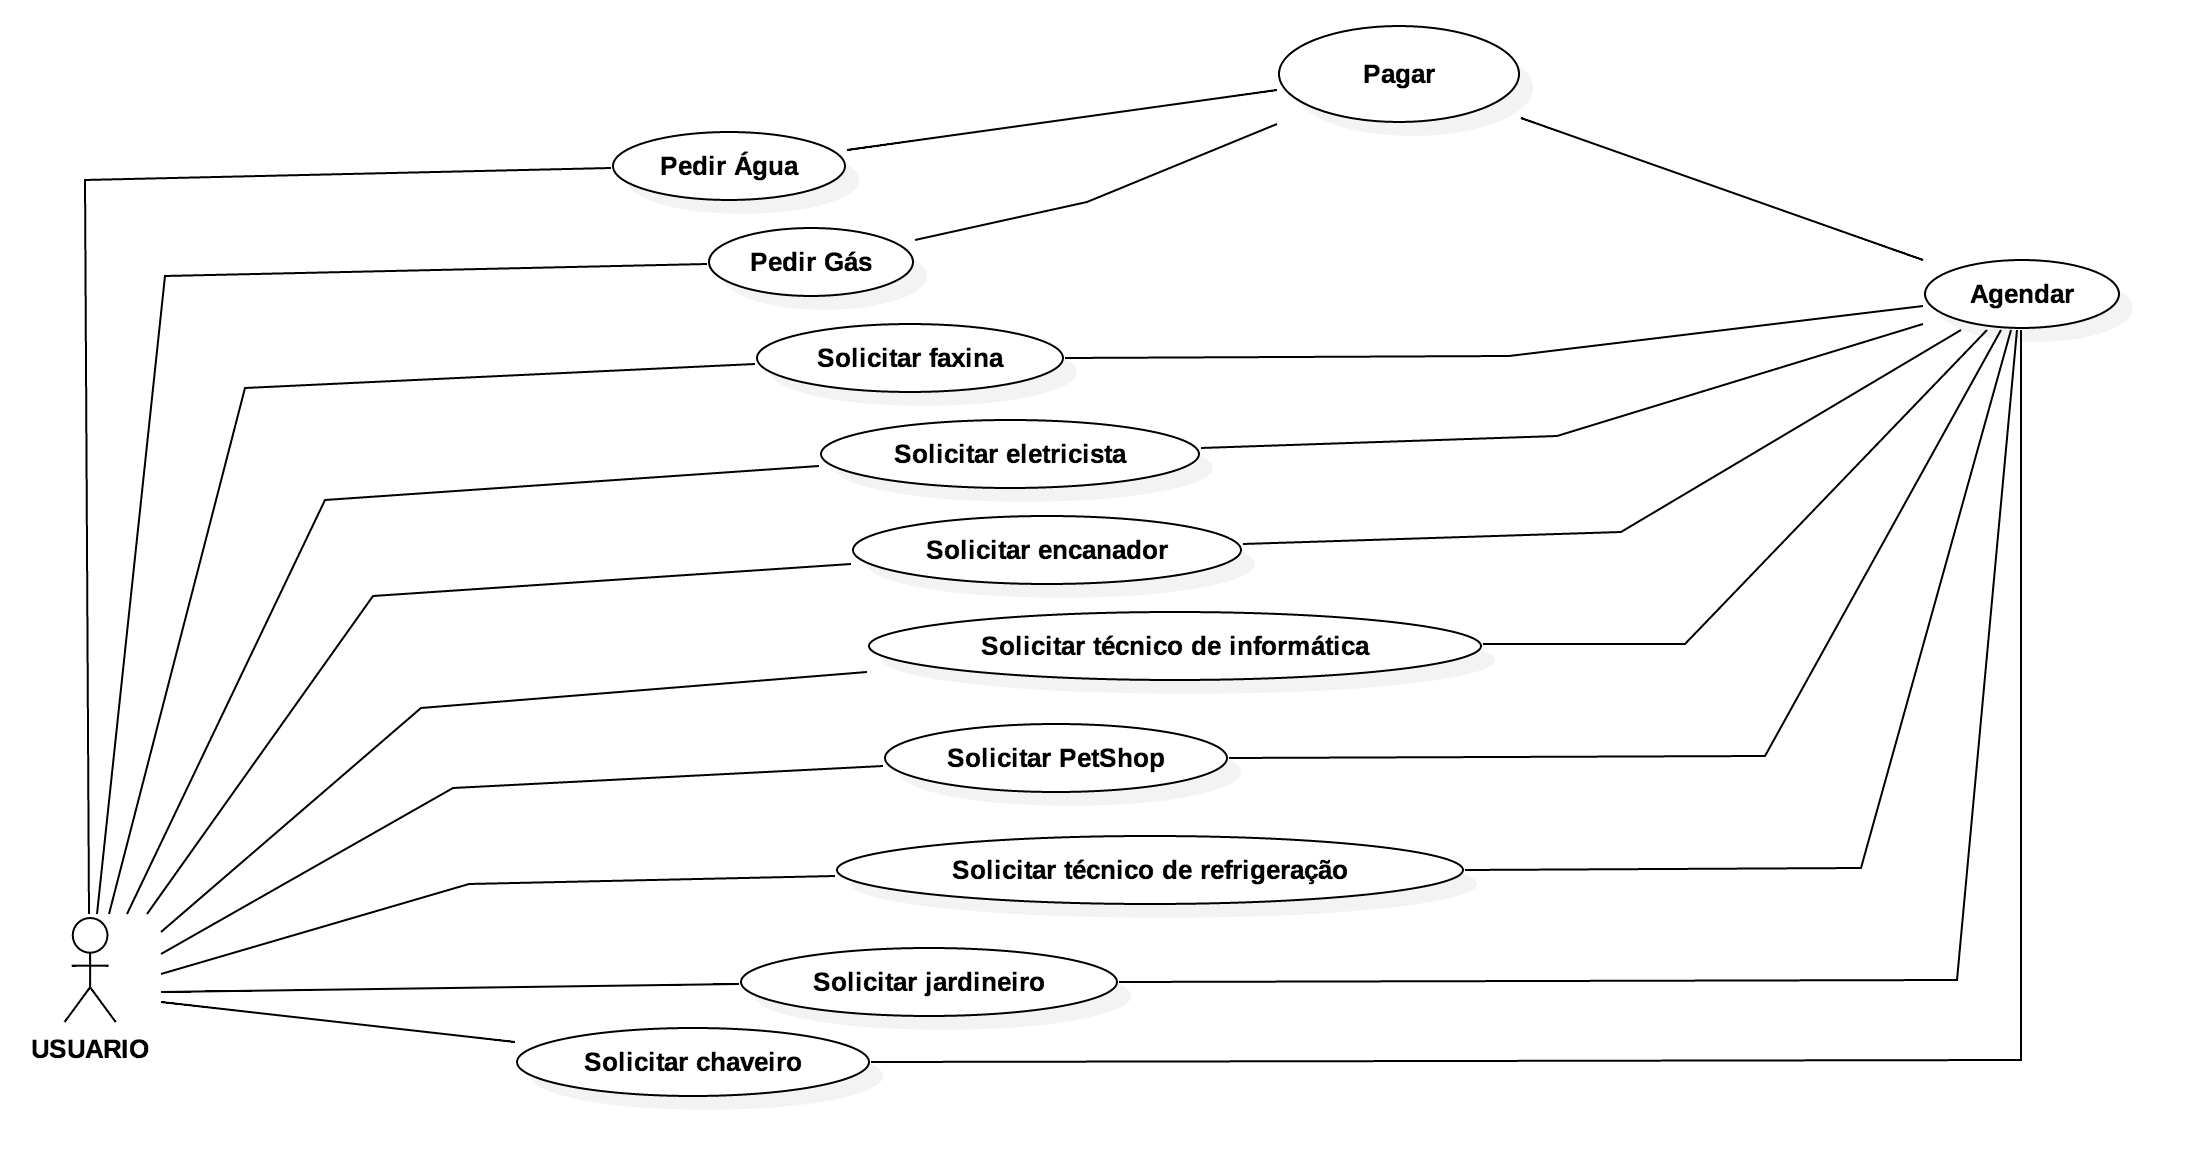 Pagar
Pedir Água
Pedir Gás
Agendar
Solicitar faxina
Solicitar eletricista
Solicitar encanador
Solicitar técnico de informática
Solicitar PetShop
Solicitar técnico de refrigeração
Solicitar jardineiro
USUARIO
Solicitar chaveiro